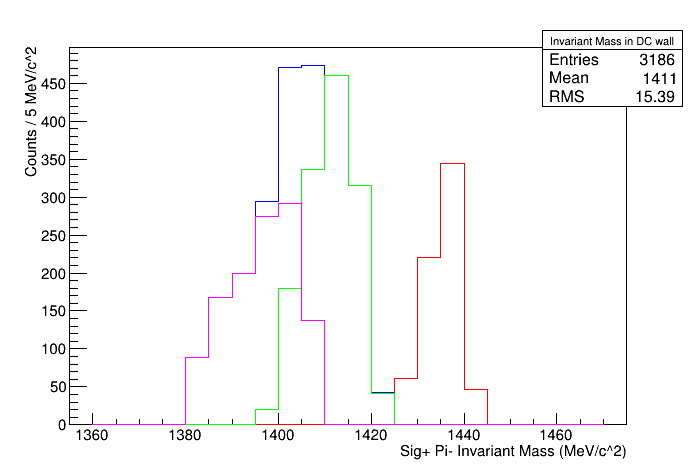 Invariant Mass in DC wall
Entries 3186
Mean 1411
RMS 15.39
Counts / 5 MeV/c^2
450
400
350
300
250
200
150
100
50
0
1360 1380 1400 1420 1440 1460
Sig+ Pi- Invariant Mass (MeV/c^2)